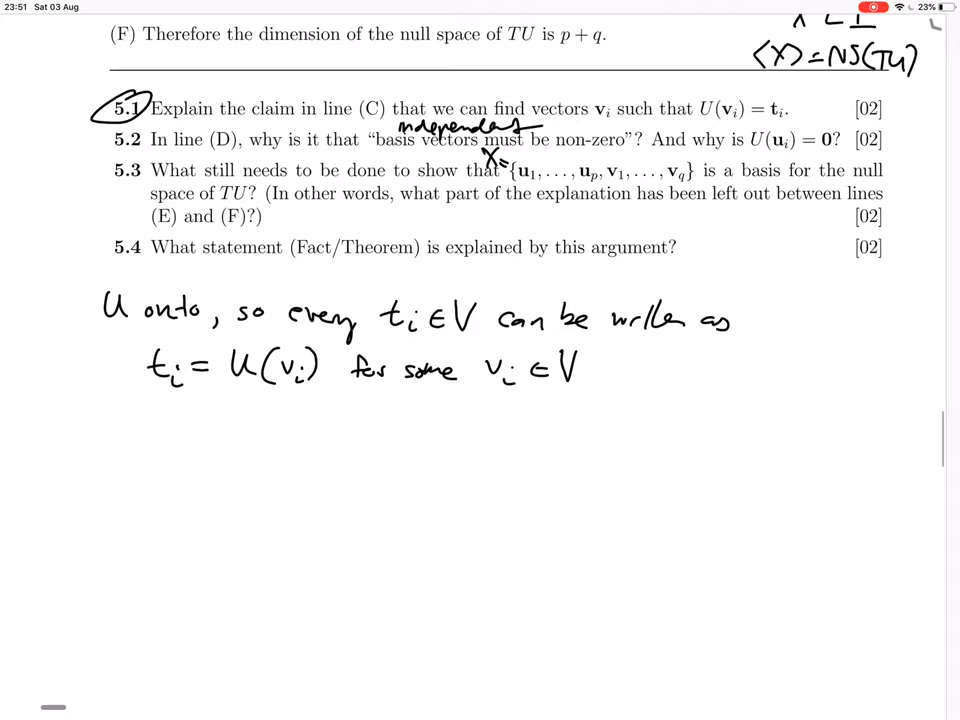 23:51 Sat 03 Aug
23%
(F) Therefore the dimension of the null space of TU is p + q.
⟨X⟩ = NS(TU)
5.1 Explain the claim in line (C) that we can find vectors vᵢ such that U(vᵢ) = tᵢ. [02]
independent
5.2 In line (D), why is it that “basis vectors must be non-zero”? And why is U(uᵢ) = 0? [02]
X =
5.3 What still needs to be done to show that {u₁, . . . , uₚ, v₁, . . . , v_q} is a basis for the null
space of TU? (In other words, what part of the explanation has been left out between lines
(E) and (F)?) [02]
5.4 What statement (Fact/Theorem) is explained by this argument? [02]
U onto, so every tᵢ ∈ V can be written as
tᵢ = U(vᵢ) for some vᵢ ∈ V